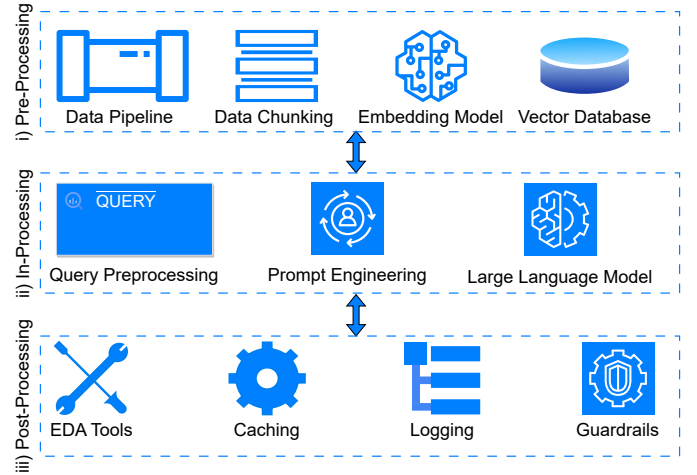 i) Pre-Processing
Data Pipeline
Data Chunking
Embedding Model
Vector Database
ii) In-Processing
QUERY
Query Preprocessing
Prompt Engineering
Large Language Model
iii) Post-Processing
EDA Tools
Caching
Logging
Guardrails